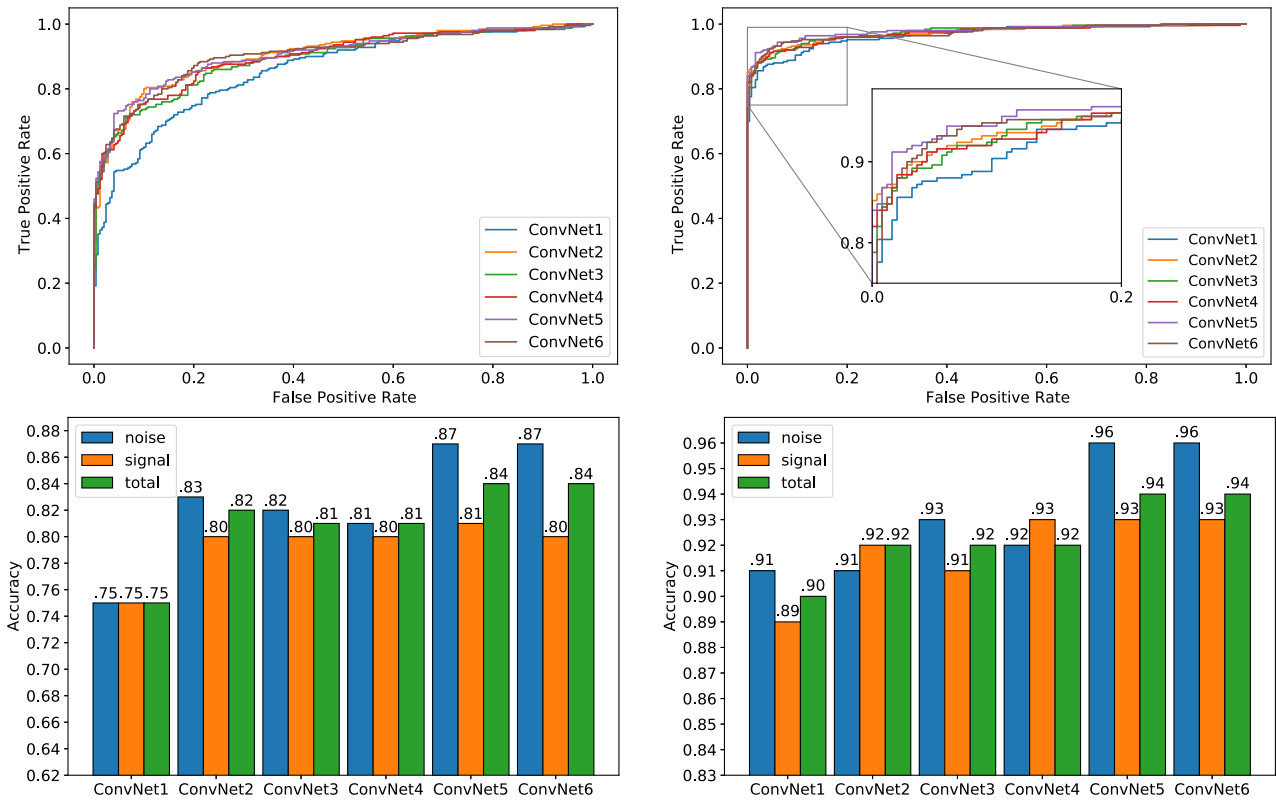 1.0
0.8
0.6
0.4
0.2
0.0
True Positive Rate
ConvNet1
ConvNet2
ConvNet3
ConvNet4
ConvNet5
ConvNet6
0.0 0.2 0.4 0.6 0.8 1.0
False Positive Rate
1.0
0.8
0.6
0.4
0.2
0.0
True Positive Rate
0.9
0.8
0.0 0.2
ConvNet1
ConvNet2
ConvNet3
ConvNet4
ConvNet5
ConvNet6
0.0 0.2 0.4 0.6 0.8 1.0
False Positive Rate
0.88
0.86
0.84
0.82
0.80
0.78
0.76
0.74
0.72
0.70
0.68
0.66
0.64
0.62
Accuracy
noise
signal
total
.75 .75 .75
.83 .80 .82
.82 .80 .81
.81 .80 .81
.87 .81 .84
.87 .80 .84
ConvNet1 ConvNet2 ConvNet3 ConvNet4 ConvNet5 ConvNet6
0.96
0.95
0.94
0.93
0.92
0.91
0.90
0.89
0.88
0.87
0.86
0.85
0.84
0.83
Accuracy
noise
signal
total
.91 .89 .90
.91 .92 .92
.93 .91 .92
.92 .93 .92
.96 .93 .94
.96 .93 .94
ConvNet1 ConvNet2 ConvNet3 ConvNet4 ConvNet5 ConvNet6